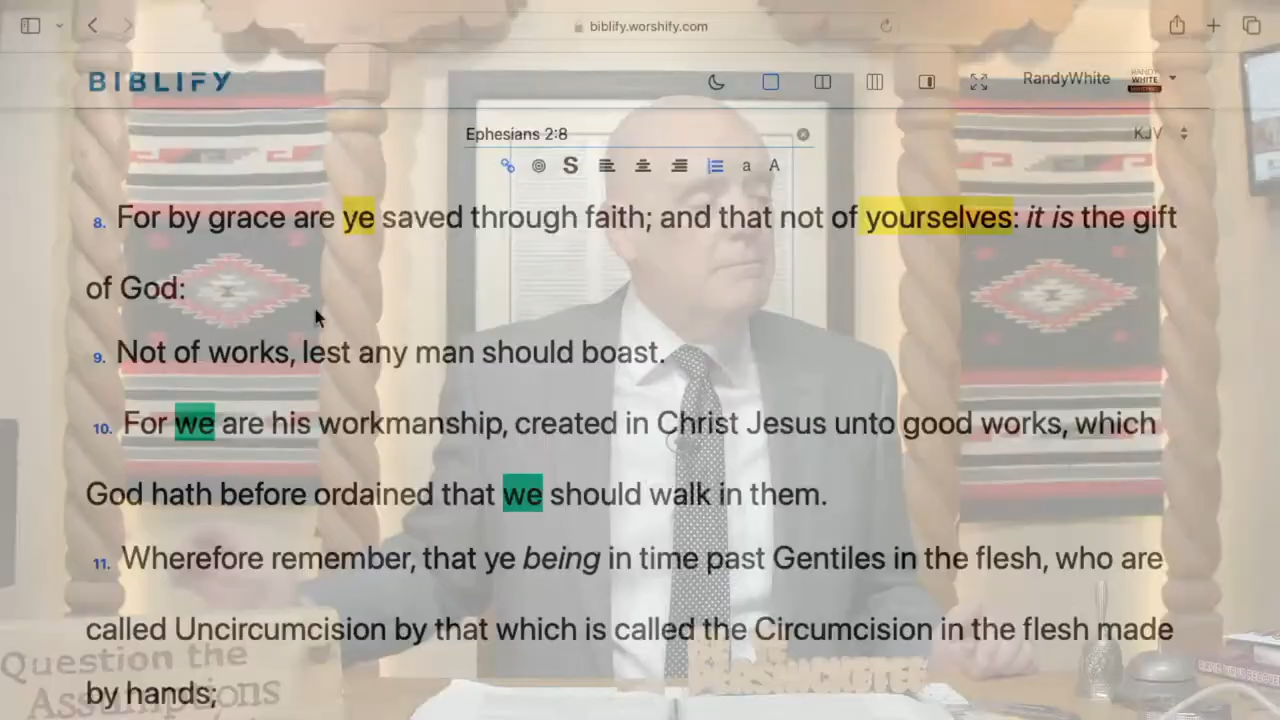 biblify.worshify.com
BIBLIFY
RandyWhite
RANDY
WHITE
Ephesians 2:8
KJV
S
a A
8. For by grace are ye saved through faith; and that not of yourselves: it is the gift
of God:
9. Not of works, lest any man should boast.
10. For we are his workmanship, created in Christ Jesus unto good works, which
God hath before ordained that we should walk in them.
11. Wherefore remember, that ye being in time past Gentiles in the flesh, who are
called Uncircumcision by that which is called the Circumcision in the flesh made
by hands;
Question the
Assumptions